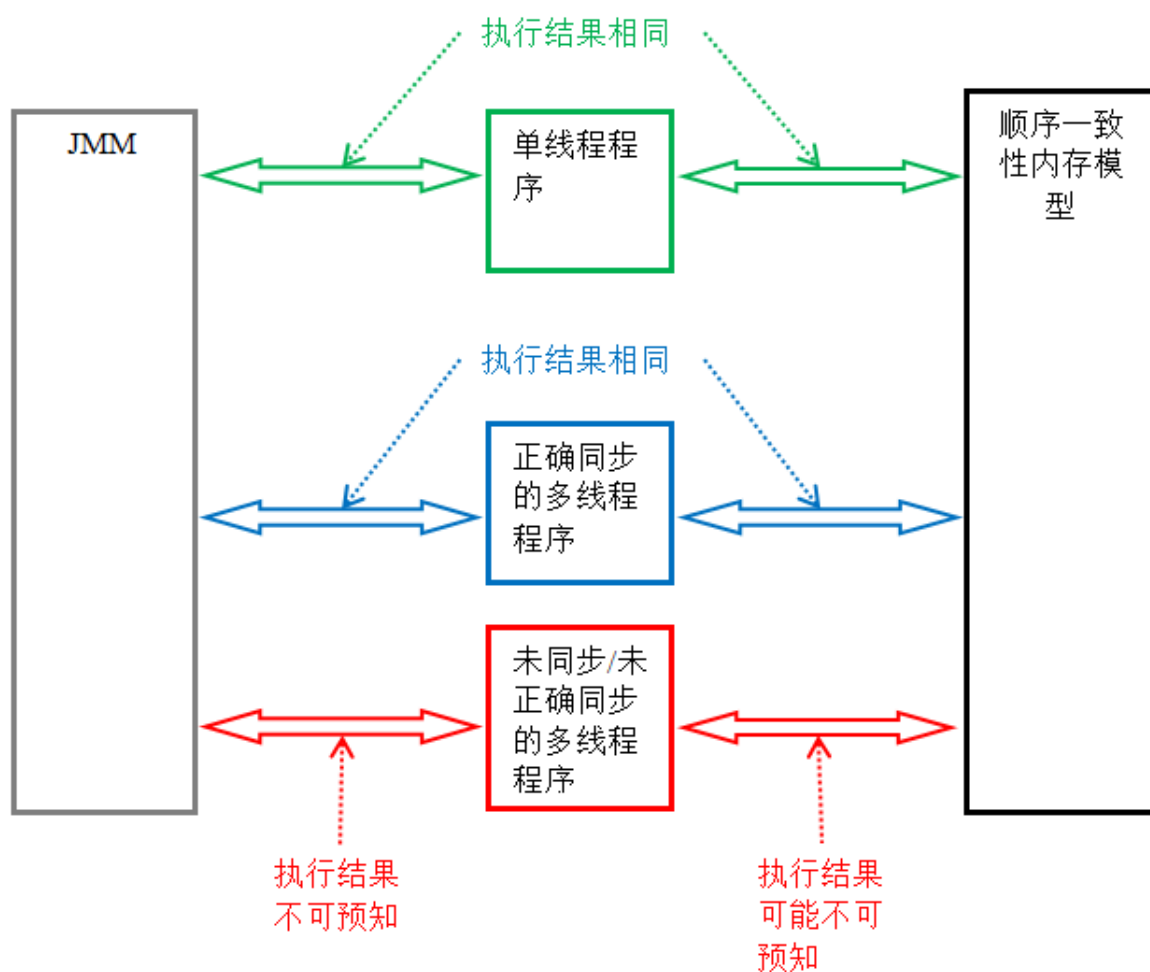 执行结果相同
JMM
单线程程
序
顺序一致
性内存模
型
执行结果相同
正确同步
的多线程
程序
未同步/未
正确同步
的多线程
程序
执行结果
不可预知
执行结果
可能不可
预知